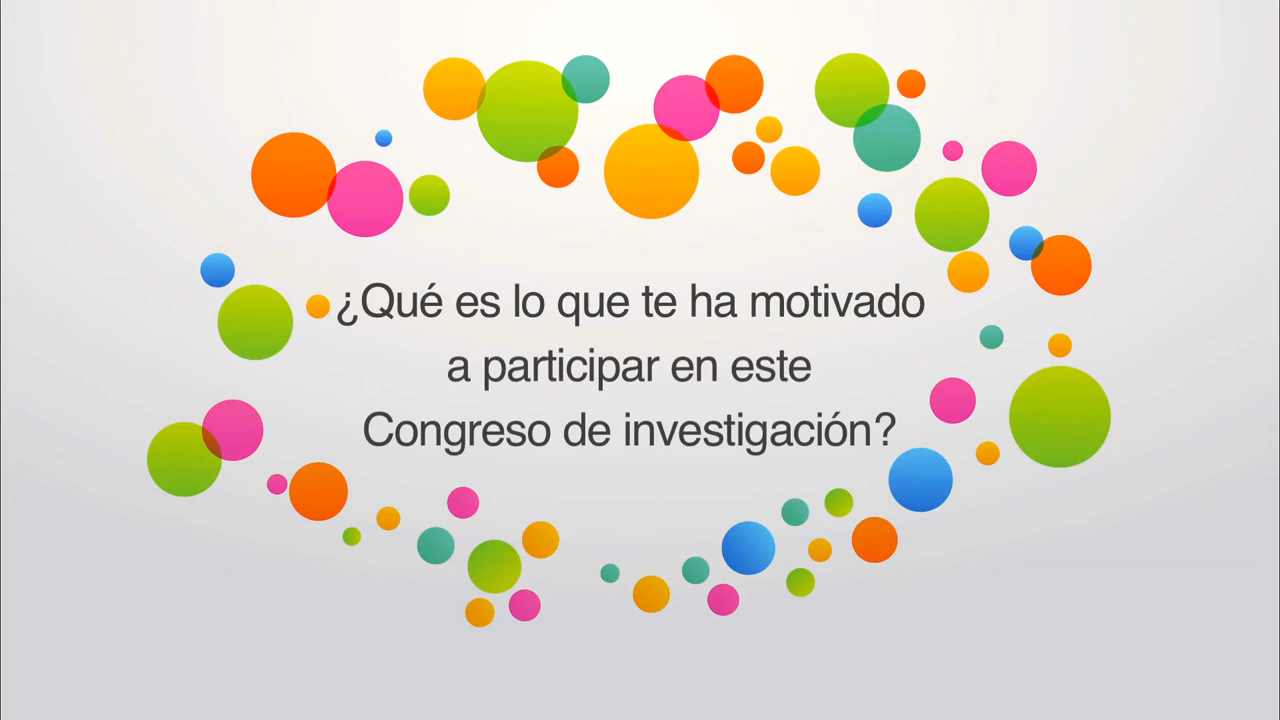 ¿Qué es lo que te ha motivado
a participar en este
Congreso de investigación?